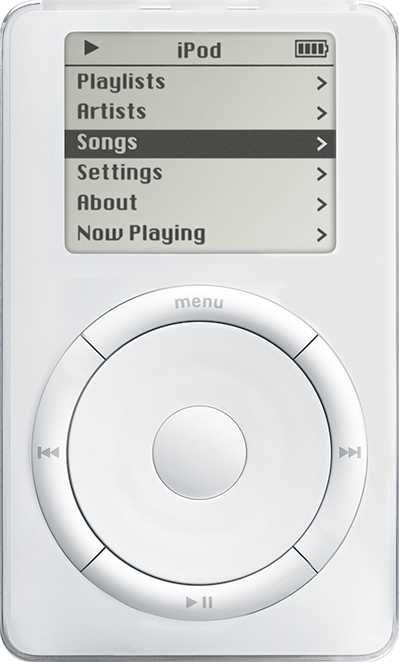 iPod
Playlists
Artists
Songs
Settings
About
Now Playing
menu